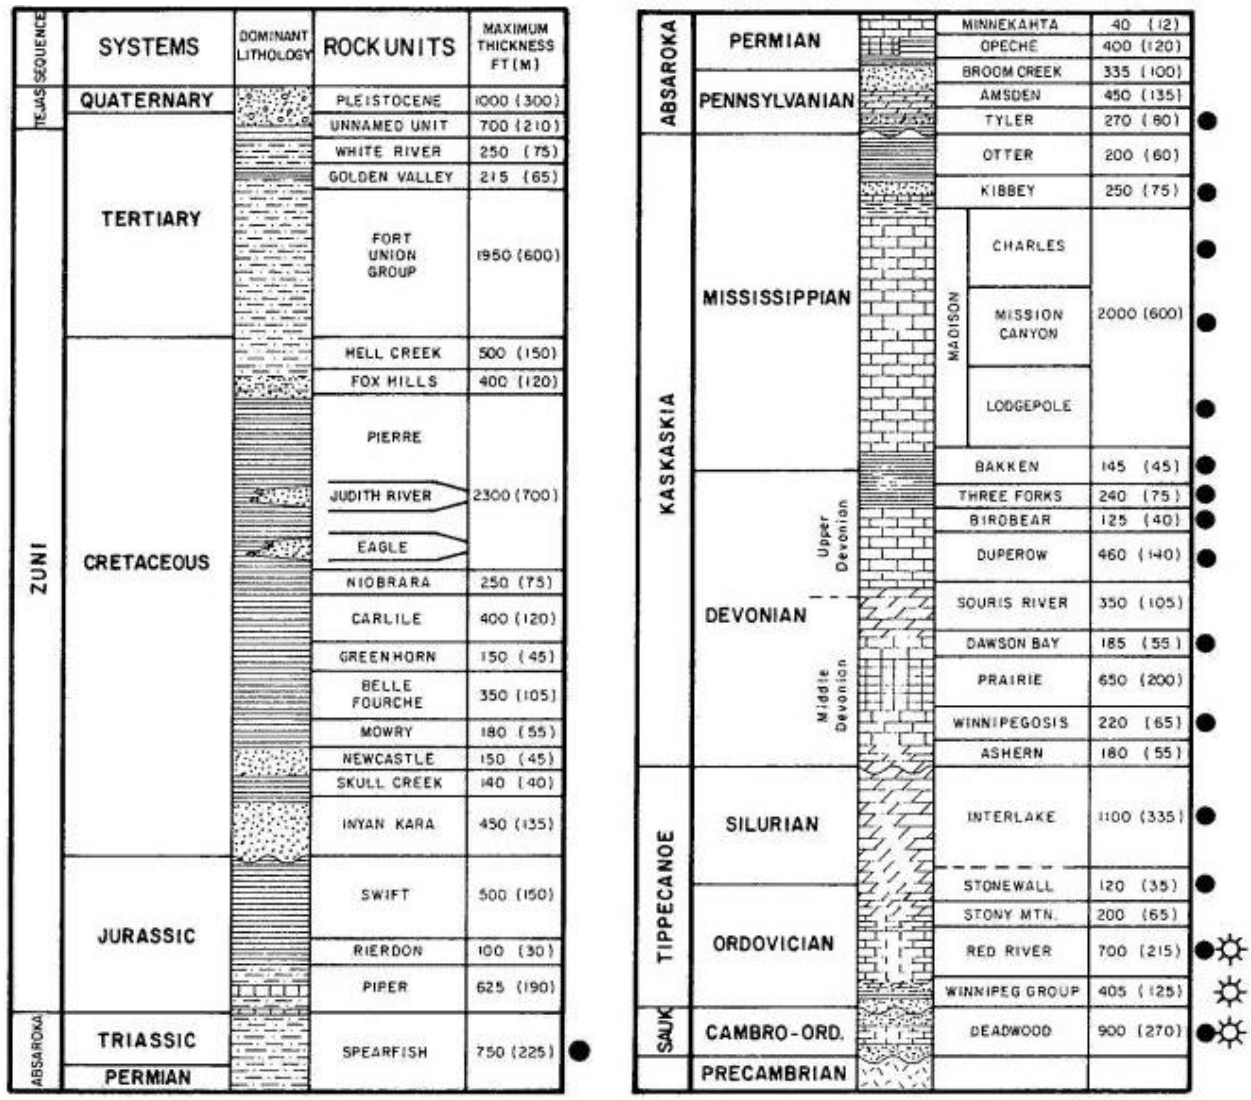 SEQUENCE
SYSTEMS
DOMINANT
LITHOLOGY
ROCK UNITS
MAXIMUM
THICKNESS
FT (M)
TEJAS
QUATERNARY
PLEISTOCENE 1000 (300)
UNNAMED UNIT 700 (210)
ZUNI
TERTIARY
WHITE RIVER 250 (75)
GOLDEN VALLEY 215 (65)
FORT
UNION
GROUP
1950 (600)
CRETACEOUS
HELL CREEK 500 (150)
FOX HILLS 400 (120)
PIERRE
JUDITH RIVER 2300 (700)
EAGLE
NIOBRARA 250 (75)
CARLILE 400 (120)
GREENHORN 150 (45)
BELLE
FOURCHE
350 (105)
MOWRY 180 (55)
NEWCASTLE 150 (45)
SKULL CREEK 140 (40)
INYAN KARA 450 (135)
JURASSIC
SWIFT 500 (150)
RIERDON 100 (30)
PIPER 625 (190)
ABSAROKA
TRIASSIC
SPEARFISH 750 (225)
PERMIAN
ABSAROKA
PERMIAN
MINNEKAHTA 40 (12)
OPECHE 400 (120)
PENNSYLVANIAN
BROOM CREEK 335 (100)
AMSDEN 450 (135)
TYLER 270 (80)
KASKASKIA
MISSISSIPPIAN
OTTER 200 (60)
KIBBEY 250 (75)
MADISON
CHARLES
MISSION
CANYON
2000 (600)
LODGEPOLE
BAKKEN 145 (45)
DEVONIAN
Upper
Devonian
THREE FORKS 240 (75)
BIRDBEAR 125 (40)
DUPEROW 460 (140)
SOURIS RIVER 350 (105)
Middle
Devonian
DAWSON BAY 185 (55)
PRAIRIE 650 (200)
WINNIPEGOSIS 220 (65)
ASHERN 180 (55)
TIPPECANOE
SILURIAN
INTERLAKE 1100 (335)
ORDOVICIAN
STONEWALL 120 (35)
STONY MTN. 200 (65)
RED RIVER 700 (215)
WINNIPEG GROUP 405 (125)
SAUK
CAMBRO-ORD.
DEADWOOD 900 (270)
PRECAMBRIAN